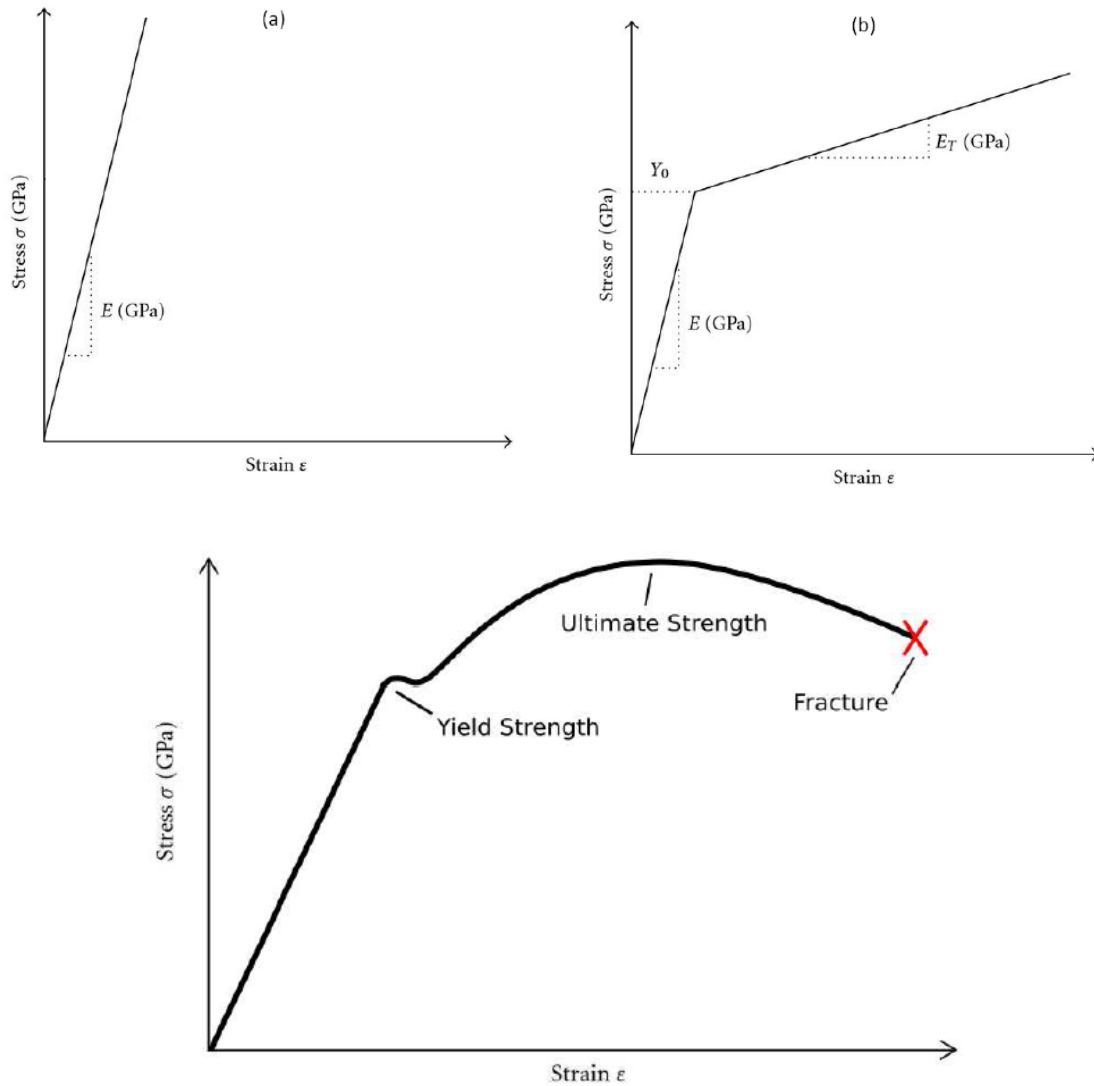 (a)
Stress σ (GPa)
E (GPa)
Strain ε
(b)
Stress σ (GPa)
Y₀
E_T (GPa)
E (GPa)
Strain ε
Stress σ (GPa)
Ultimate Strength
Yield Strength
Fracture
Strain ε